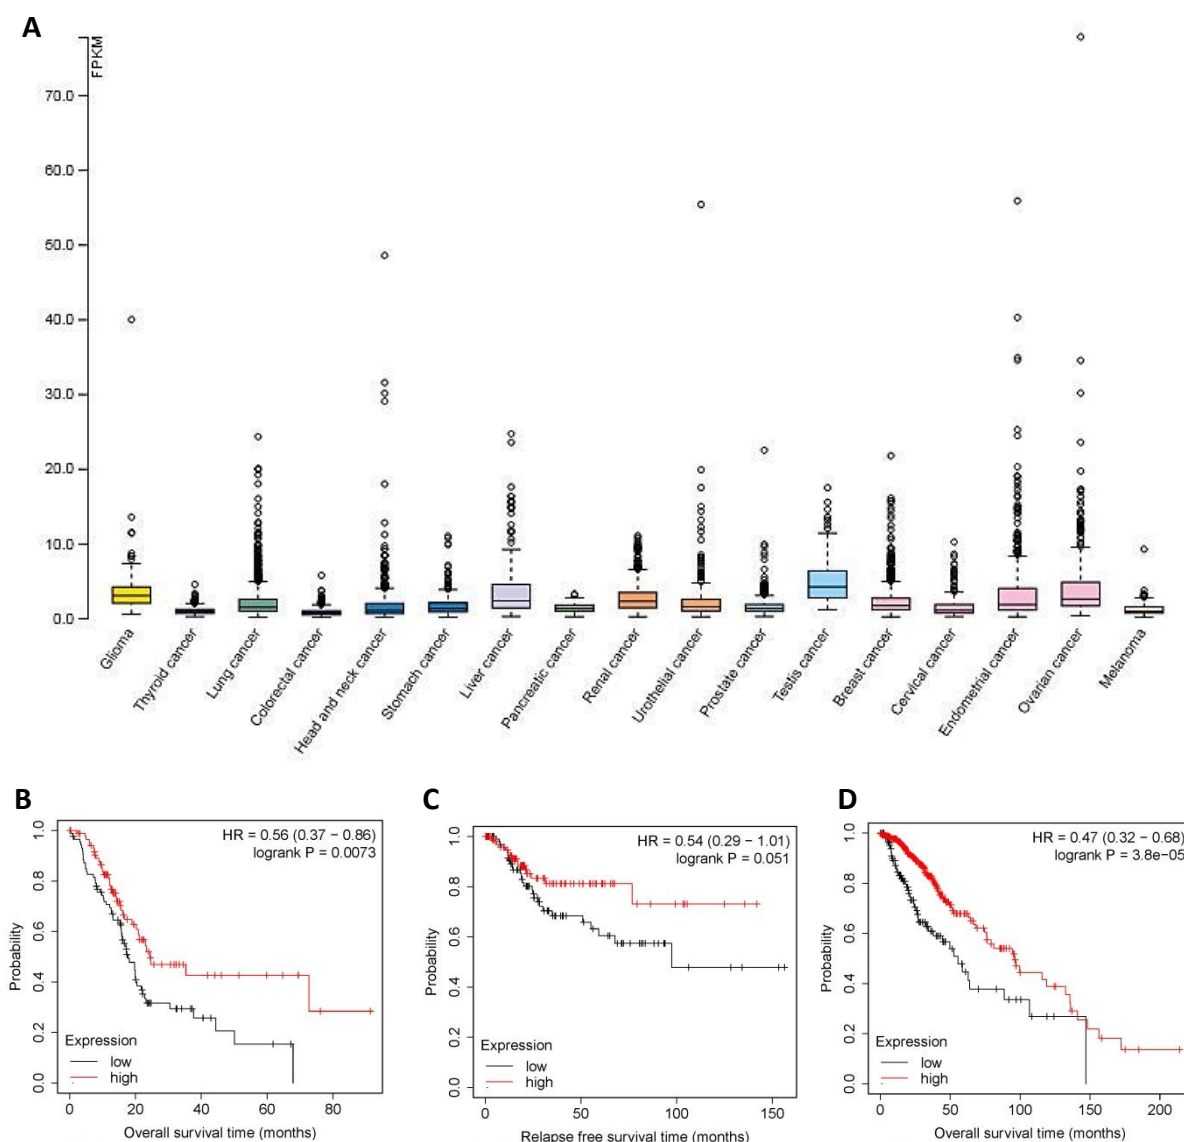 A
FPKM
70.0
60.0
50.0
40.0
30.0
20.0
10.0
0.0
Glioma
Thyroid cancer
Lung cancer
Colorectal cancer
Head and neck cancer
Stomach cancer
Liver cancer
Pancreatic cancer
Renal cancer
Urothelial cancer
Prostate cancer
Testis cancer
Breast cancer
Cervical cancer
Endometrial cancer
Ovarian cancer
Melanoma
B
HR = 0.56 (0.37 − 0.86)
logrank P = 0.0073
Probability
1.0
0.8
0.6
0.4
0.2
0.0
Expression
low
high
0 20 40 60 80
Overall survival time (months)
C
HR = 0.54 (0.29 − 1.01)
logrank P = 0.051
Probability
1.0
0.8
0.6
0.4
0.2
0.0
Expression
low
high
0 50 100 150
Relapse free survival time (months)
D
HR = 0.47 (0.32 − 0.68)
logrank P = 3.8e−05
Probability
1.0
0.8
0.6
0.4
0.2
0.0
Expression
low
high
0 50 100 150 200
Overall survival time (months)